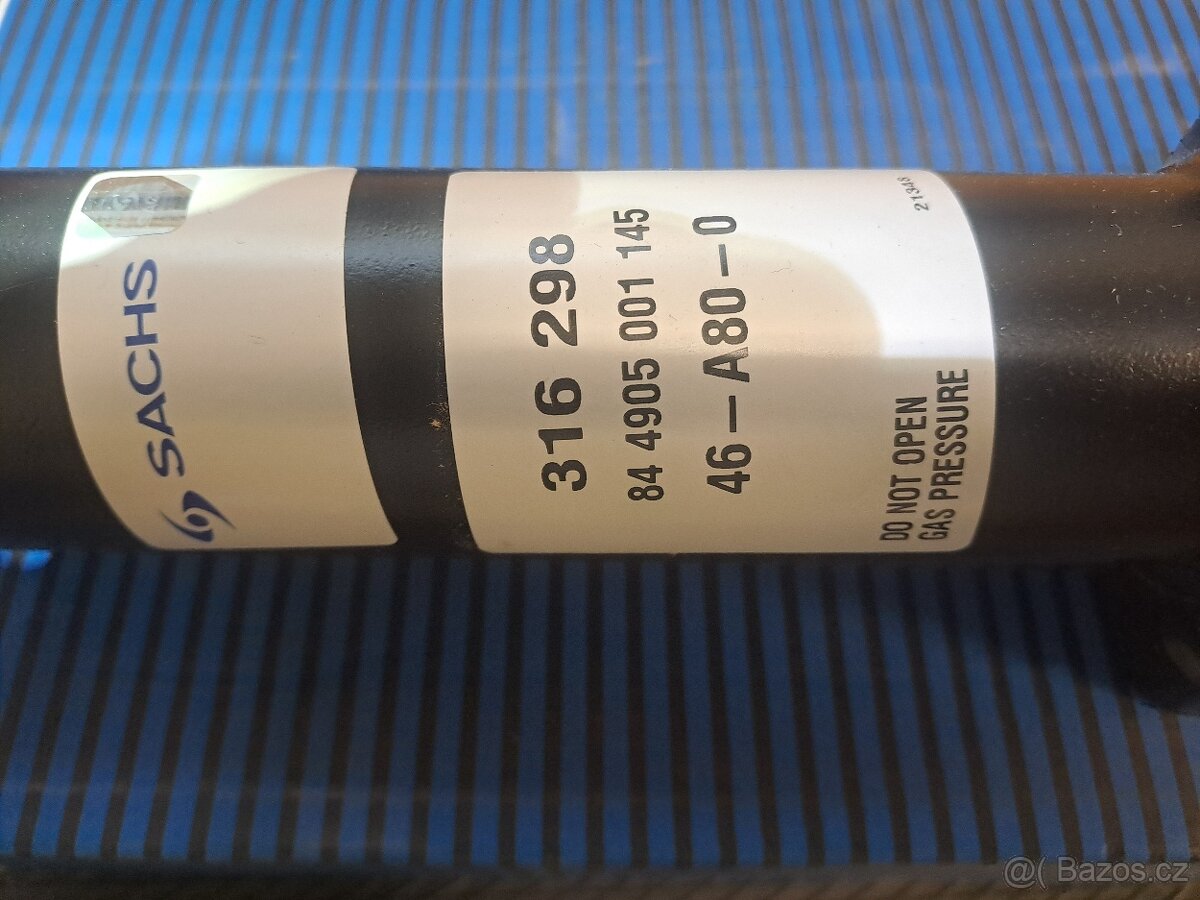 SACHS
316 298
84 4905 001 145
46-A80-0
DO NOT OPEN
GAS PRESSURE
21348
@( Bazos.cz